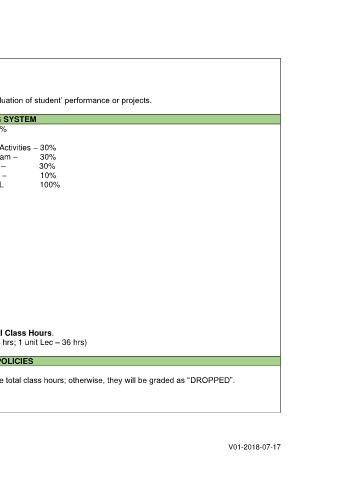 luation of student' performance or projects.
SYSTEM
%
Activities – 30%
am – 30%
– 30%
– 10%
L 100%
l Class Hours.
hrs; 1 unit Lec – 36 hrs)
POLICIES
e total class hours; otherwise, they will be graded as “DROPPED”.
V01-2018-07-17